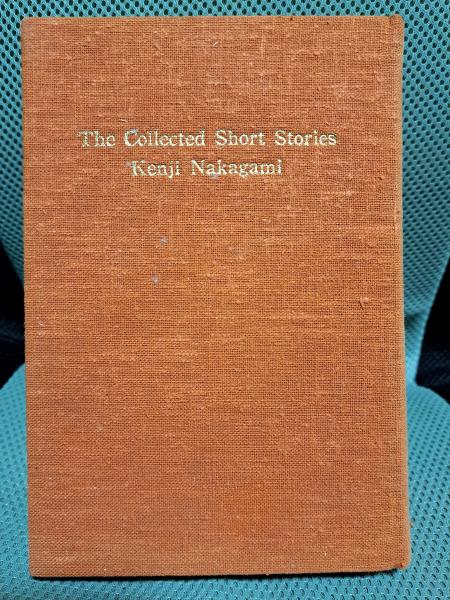 The Collected Short Stories
Kenji Nakagami